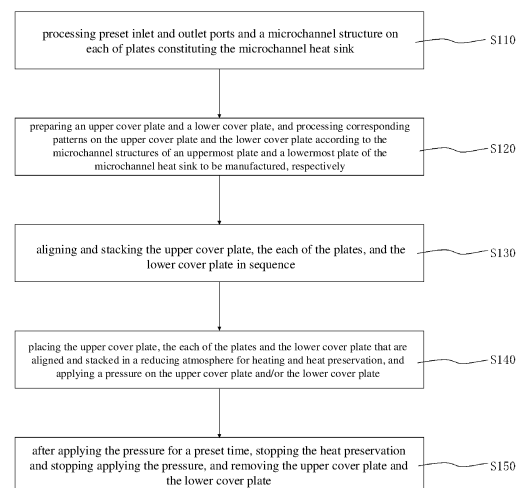 processing preset inlet and outlet ports and a microchannel structure on
each of plates constituting the microchannel heat sink
S110
preparing an upper cover plate and a lower cover plate, and processing corresponding
patterns on the upper cover plate and the lower cover plate according to the
microchannel structures of an uppermost plate and a lowermost plate of the
microchannel heat sink to be manufactured, respectively
S120
aligning and stacking the upper cover plate, the each of the plates, and the
lower cover plate in sequence
S130
placing the upper cover plate, the each of the plates and the lower cover plate that are
aligned and stacked in a reducing atmosphere for heating and heat preservation, and
applying a pressure on the upper cover plate and/or the lower cover plate
S140
after applying the pressure for a preset time, stopping the heat preservation
and stopping applying the pressure, and removing the upper cover plate and
the lower cover plate
S150